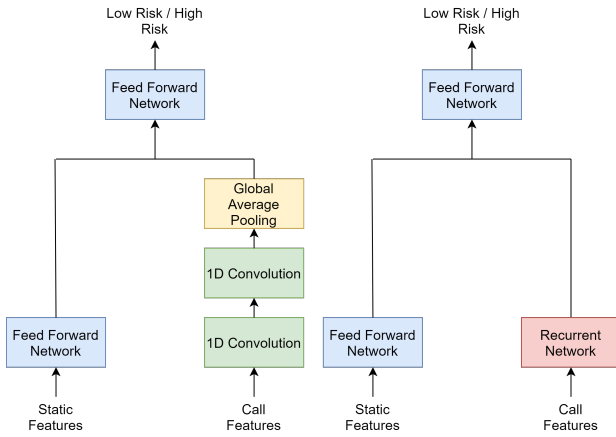 Low Risk / High
Risk
Feed Forward
Network
Global
Average
Pooling
1D Convolution
1D Convolution
Feed Forward
Network
Static
Features
Call
Features
Low Risk / High
Risk
Feed Forward
Network
Feed Forward
Network
Recurrent
Network
Static
Features
Call
Features